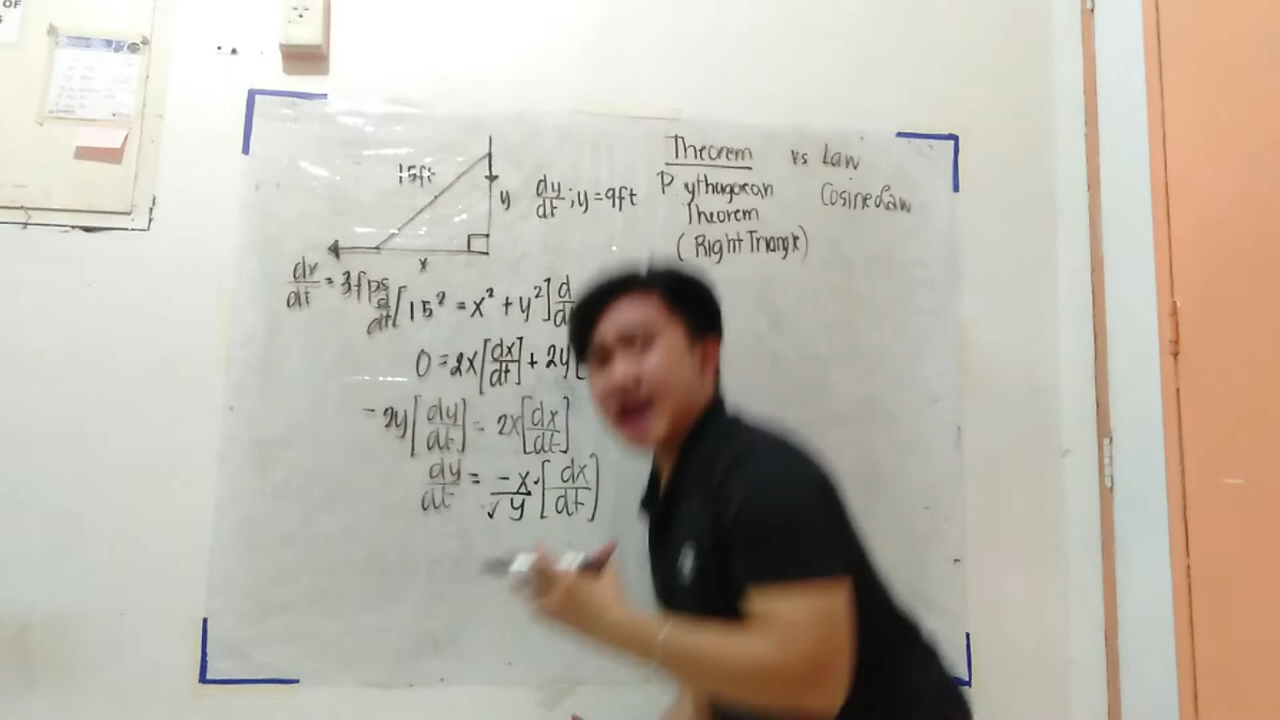 OF
15ft
y
dy/dt ; y = 9ft
x
dx/dt = 3fps
Theorem vs Law
Pythagorean Cosine Law
Theorem
(Right Triangle)
d/dt [15² = x² + y²] d
0 = 2x [dx/dt] + 2y [
-2y [dy/dt] = 2x [dx/dt]
dy/dt = -x/y [dx/dt]